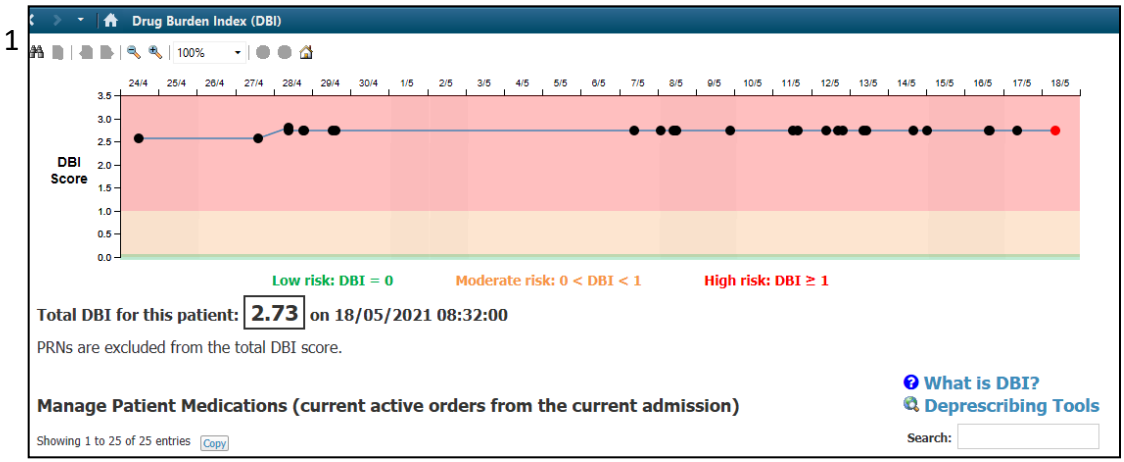 1
Drug Burden Index (DBI)
100%
24/4 25/4 26/4 27/4 28/4 29/4 30/4 1/5 2/5 3/5 4/5 5/5 6/5 7/5 8/5 9/5 10/5 11/5 12/5 13/5 14/5 15/5 16/5 17/5 18/5
3.5
3.0
2.5
2.0
1.5
1.0
0.5
0.0
DBI
Score
Low risk: DBI = 0 Moderate risk: 0 < DBI < 1 High risk: DBI ≥ 1
Total DBI for this patient: 2.73 on 18/05/2021 08:32:00
PRNs are excluded from the total DBI score.
? What is DBI?
Manage Patient Medications (current active orders from the current admission) Deprescribing Tools
Showing 1 to 25 of 25 entries Copy Search: